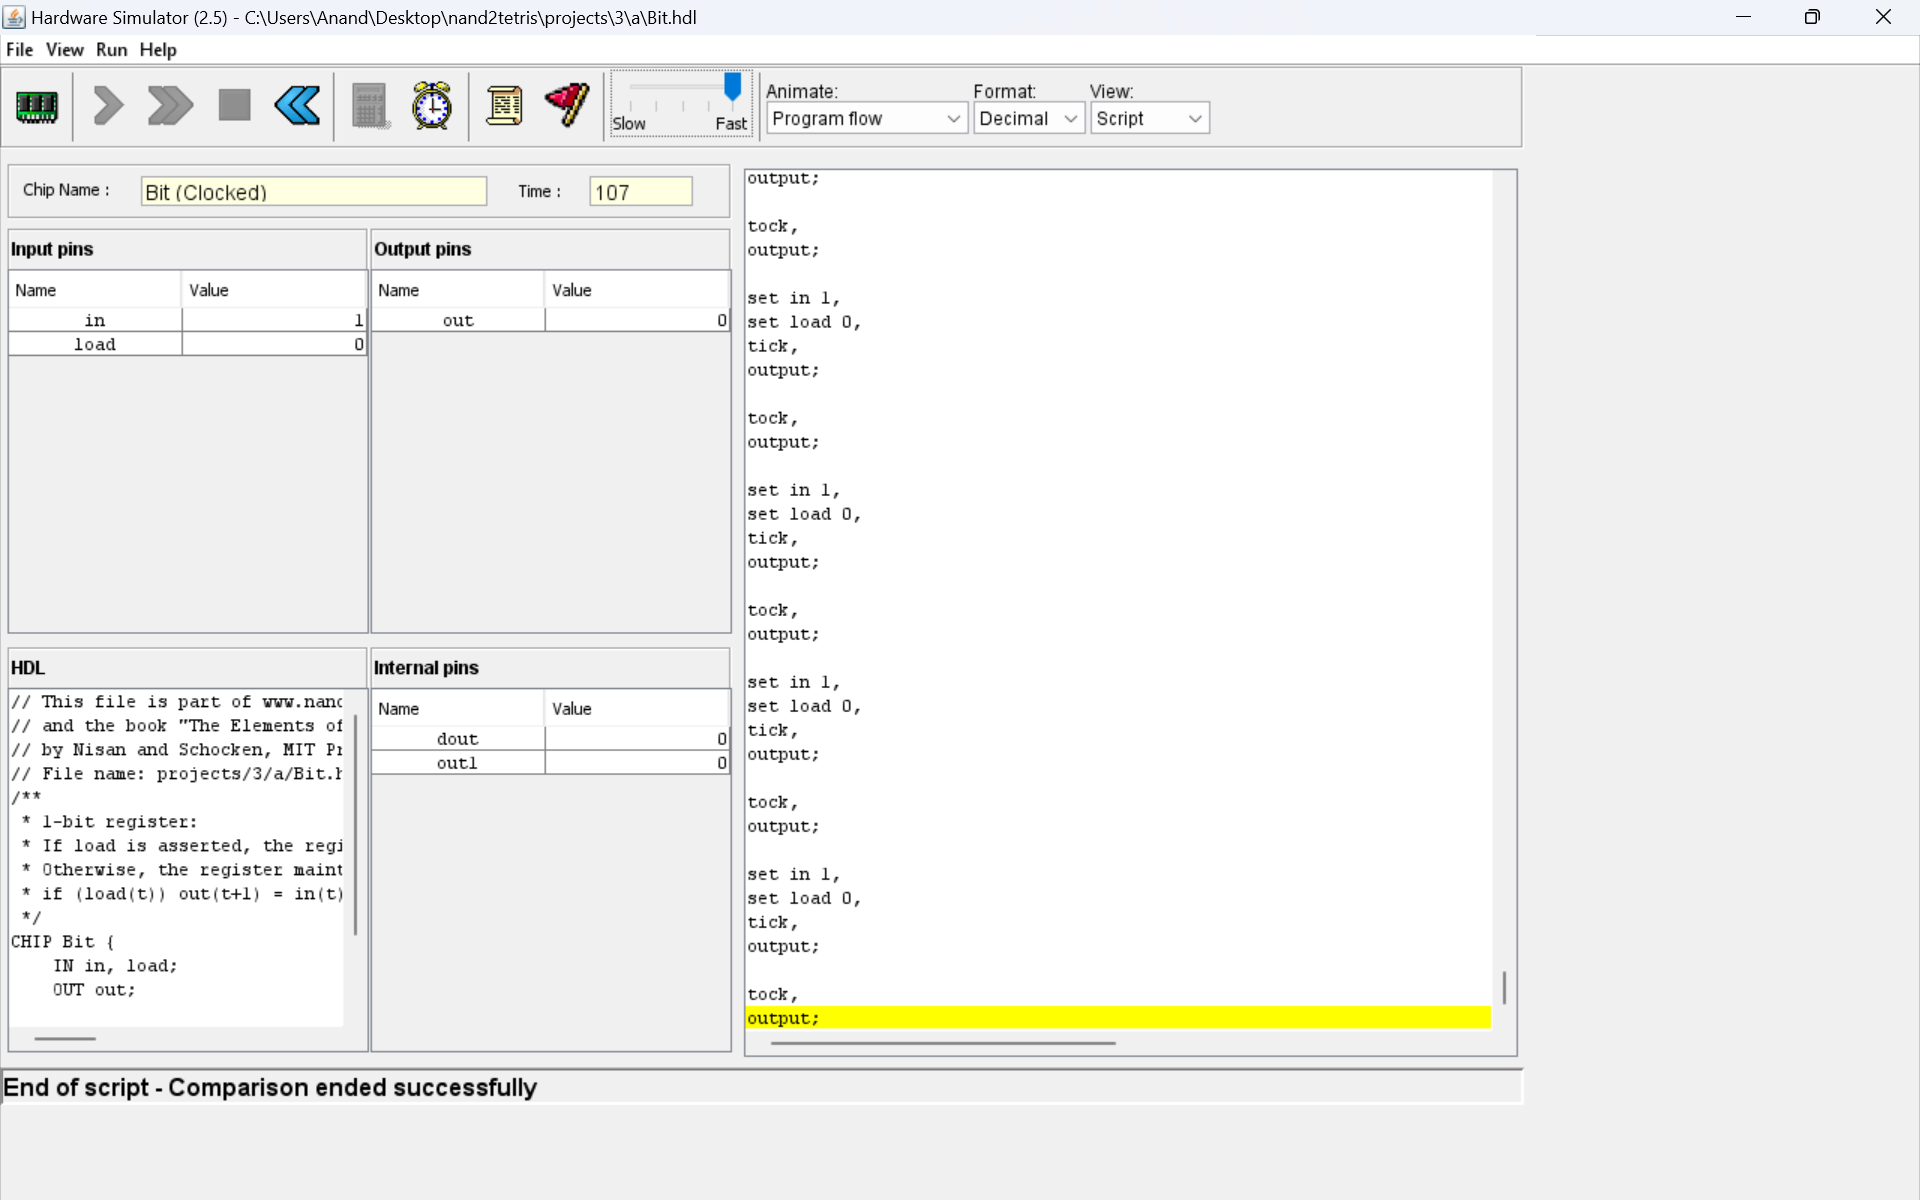 Hardware Simulator (2.5) - C:\Users\Anand\Desktop\nand2tetris\projects\3\a\Bit.hdl
File View Run Help
Slow Fast
Animate:
Program flow
Format:
Decimal
View:
Script
Chip Name :
Bit (Clocked)
Time :
107
Input pins
Name Value
in 1
load 0
Output pins
Name Value
out 0
HDL
// This file is part of www.nand
// and the book "The Elements of
// by Nisan and Schocken, MIT Pr
// File name: projects/3/a/Bit.h
/**
* 1-bit register:
* If load is asserted, the regi
* Otherwise, the register maint
* if (load(t)) out(t+1) = in(t)
*/
CHIP Bit {
IN in, load;
OUT out;
Internal pins
Name Value
dout 0
out1 0
output;
tock,
output;
set in 1,
set load 0,
tick,
output;
tock,
output;
set in 1,
set load 0,
tick,
output;
tock,
output;
set in 1,
set load 0,
tick,
output;
tock,
output;
set in 1,
set load 0,
tick,
output;
tock,
output;
End of script - Comparison ended successfully